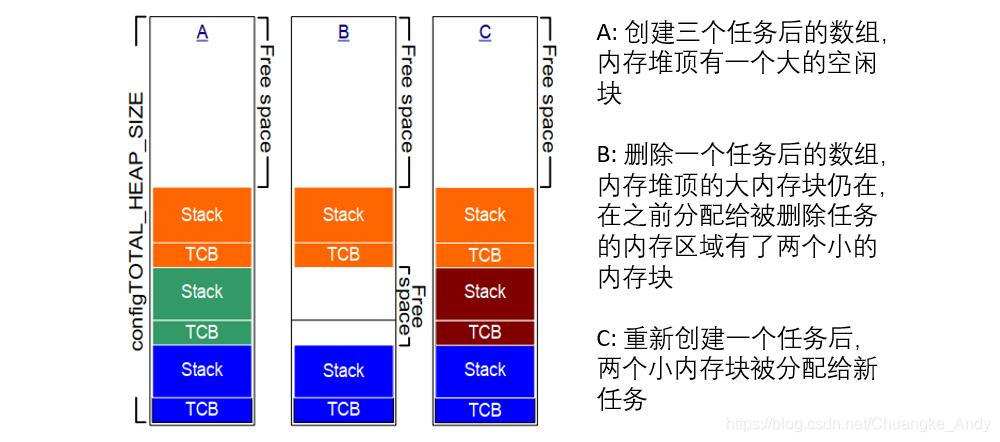 A
B
C
configTOTAL_HEAP_SIZE
Free space
Free space
Free space
Stack
Stack
Stack
TCB
TCB
TCB
Stack
Free
space
Stack
TCB
TCB
Stack
Stack
Stack
TCB
TCB
TCB
A: 创建三个任务后的数组,
内存堆顶有一个大的空闲
块
B: 删除一个任务后的数组,
内存堆顶的大内存块仍在,
在之前分配给被删除任务
的内存区域有了两个小的
内存块
C: 重新创建一个任务后,
两个小内存块被分配给新
任务
https://blog.csdn.net/Chuangke_Andy